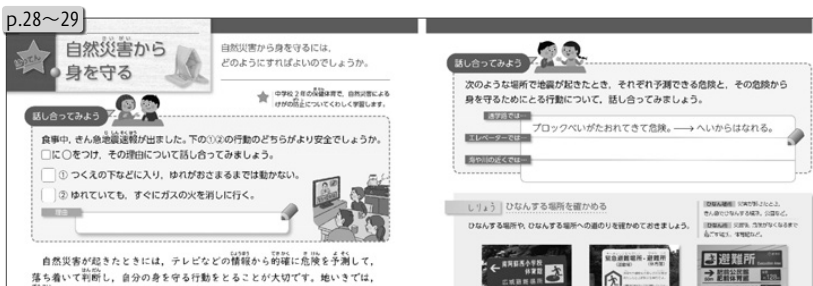 p.28〜29
自然災害から
身を守る
自然災害から身を守るには，
どのようにすればよいのでしょうか。
中学校2年の保健体育で，自然災害による
けがの防止についてくわしく学習します。
話し合ってみよう
食事中，きん急地震速報が出ました。下の①②の行動のどちらがより安全でしょうか。
□に○をつけ，その理由について話し合ってみましょう。
① つくえの下などに入り，ゆれがおさまるまでは動かない。
② ゆれていても，すぐにガスの火を消しに行く。
理由
自然災害が起きたときには，テレビなどの情報から的確に危険を予測して，
落ち着いて判断し，自分の身を守る行動をとることが大切です。地いきでは，
話し合ってみよう
次のような場所で地震が起きたとき，それぞれ予測できる危険と，その危険から
身を守るためにとる行動について，話し合ってみましょう。
通学路では…
ブロックべいがたおれてきて危険。→へいからはなれる。
エレベーターでは…
海や川の近くでは…
しりょう ひなんする場所を確かめる
ひなんする場所や，ひなんする場所への道のりを確かめておきましょう。
体育館
広域避難場所
緊急避難場所・避難所
避難所